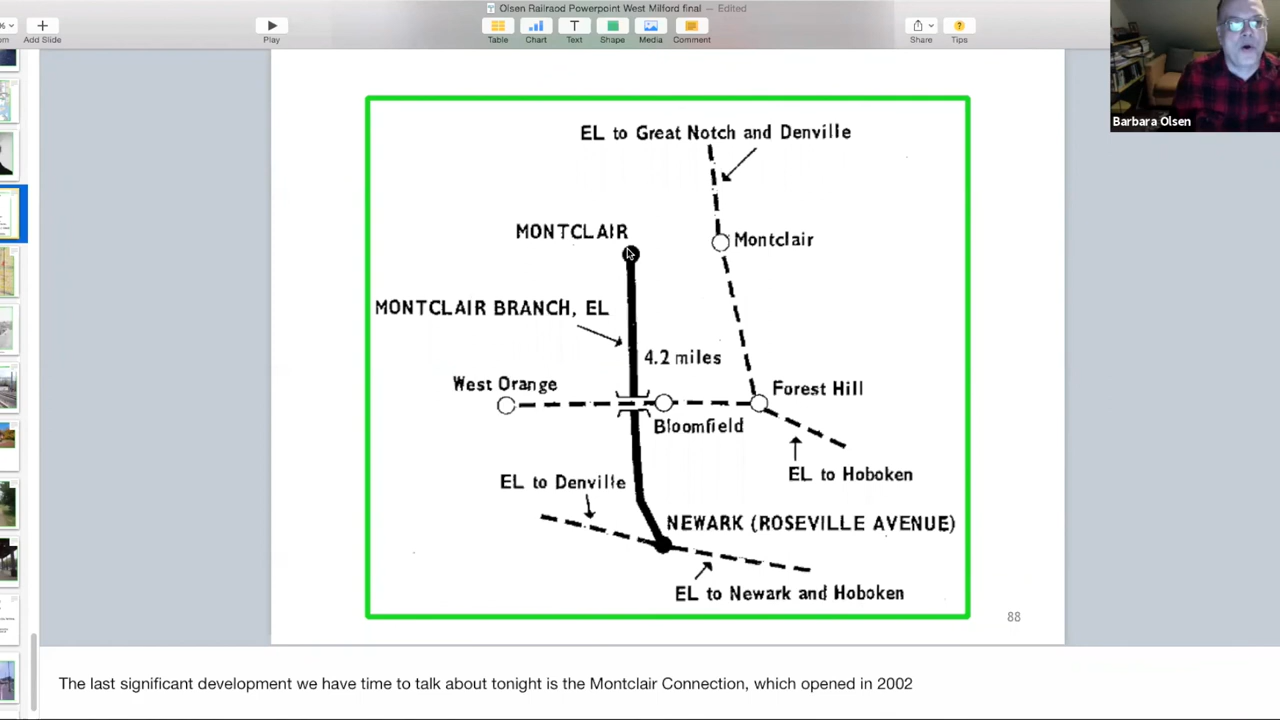 Olsen Railraod Powerpoint West Milford final — Edited
%
Add Slide
Play
Table
Chart
Text
Shape
Media
Comment
Share
Tips
Barbara Olsen
EL to Great Notch and Denville
MONTCLAIR
Montclair
MONTCLAIR BRANCH, EL
4.2 miles
West Orange
Forest Hill
Bloomfield
EL to Hoboken
EL to Denville
NEWARK (ROSEVILLE AVENUE)
EL to Newark and Hoboken
88
The last significant development we have time to talk about tonight is the Montclair Connection, which opened in 2002